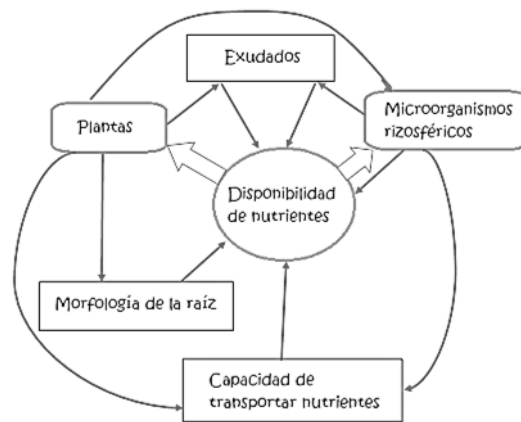 Exudados
Plantas
Microorganismos
rizosféricos
Disponibilidad
de nutrientes
Morfología de la raíz
Capacidad de
transportar nutrientes